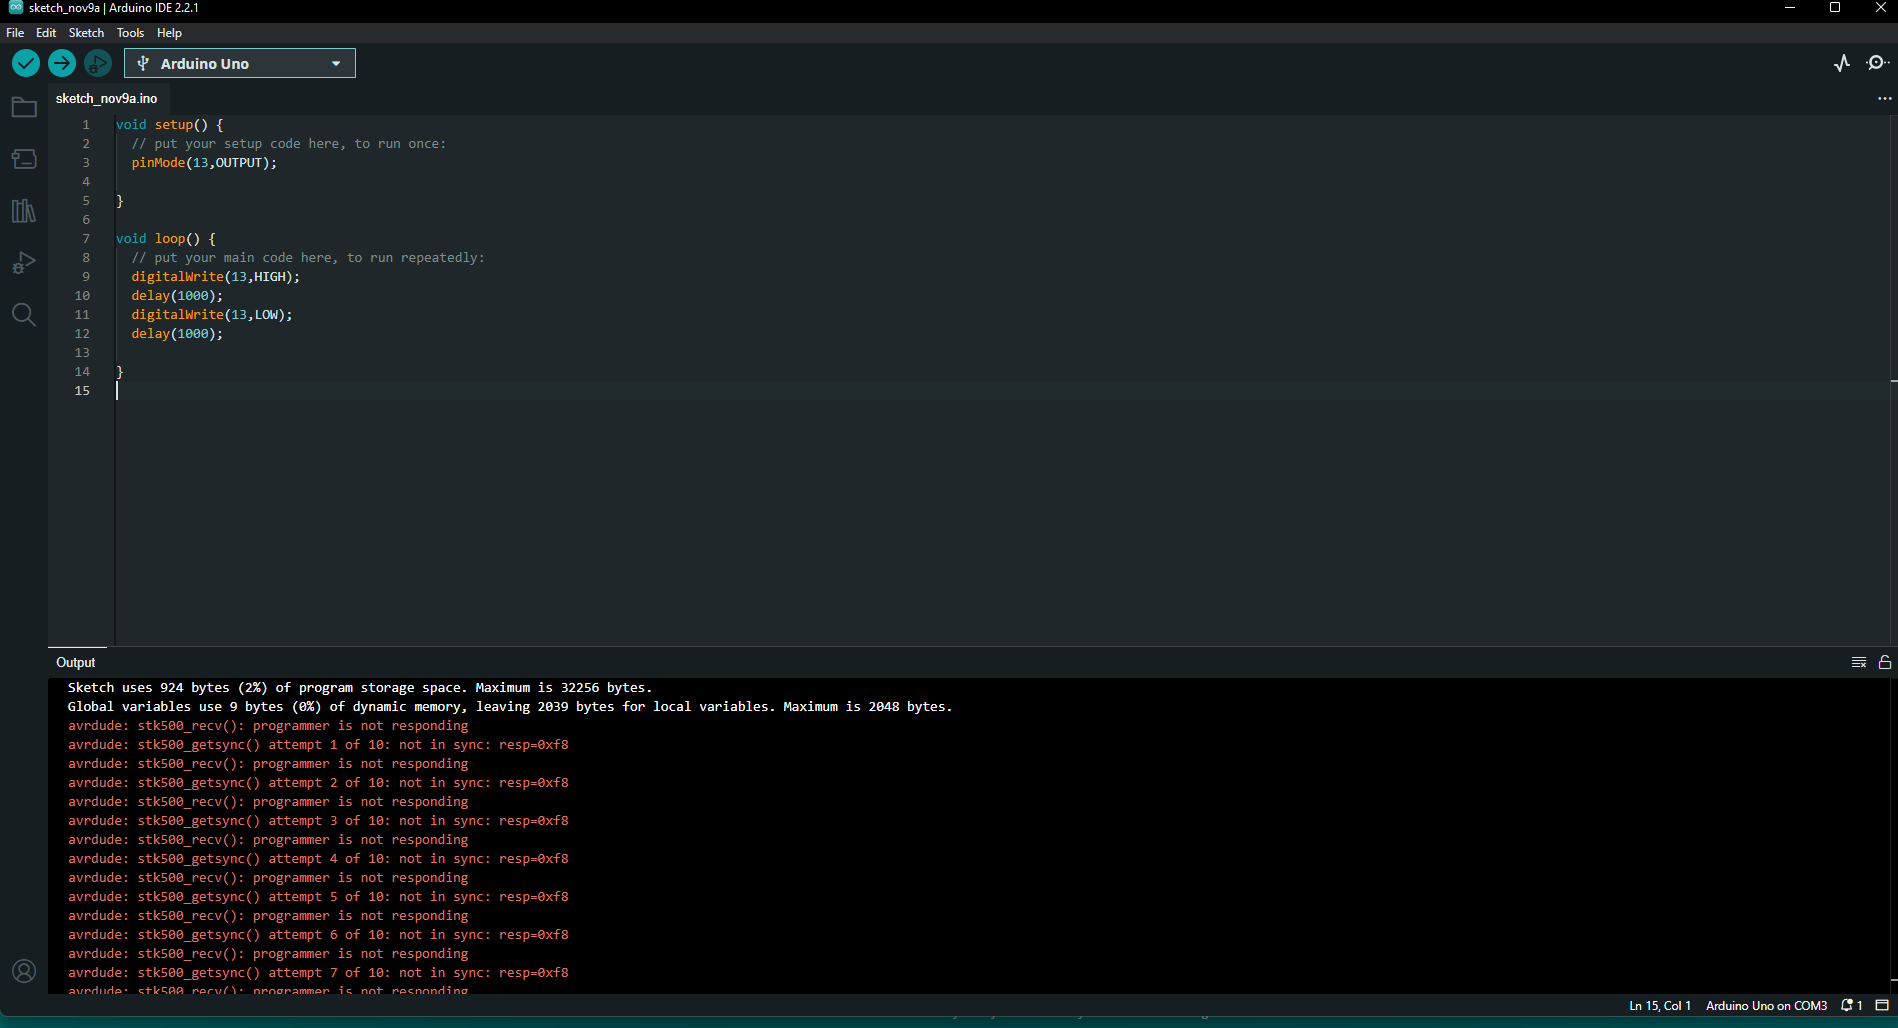 sketch_nov9a | Arduino IDE 2.2.1
File Edit Sketch Tools Help
Arduino Uno
sketch_nov9a.ino
1 void setup() {
2 // put your setup code here, to run once:
3 pinMode(13,OUTPUT);
4
5 }
6
7 void loop() {
8 // put your main code here, to run repeatedly:
9 digitalWrite(13,HIGH);
10 delay(1000);
11 digitalWrite(13,LOW);
12 delay(1000);
13
14 }
15
Output
Sketch uses 924 bytes (2%) of program storage space. Maximum is 32256 bytes.
Global variables use 9 bytes (0%) of dynamic memory, leaving 2039 bytes for local variables. Maximum is 2048 bytes.
avrdude: stk500_recv(): programmer is not responding
avrdude: stk500_getsync() attempt 1 of 10: not in sync: resp=0xf8
avrdude: stk500_recv(): programmer is not responding
avrdude: stk500_getsync() attempt 2 of 10: not in sync: resp=0xf8
avrdude: stk500_recv(): programmer is not responding
avrdude: stk500_getsync() attempt 3 of 10: not in sync: resp=0xf8
avrdude: stk500_recv(): programmer is not responding
avrdude: stk500_getsync() attempt 4 of 10: not in sync: resp=0xf8
avrdude: stk500_recv(): programmer is not responding
avrdude: stk500_getsync() attempt 5 of 10: not in sync: resp=0xf8
avrdude: stk500_recv(): programmer is not responding
avrdude: stk500_getsync() attempt 6 of 10: not in sync: resp=0xf8
avrdude: stk500_recv(): programmer is not responding
avrdude: stk500_getsync() attempt 7 of 10: not in sync: resp=0xf8
avrdude: stk500_recv(): programmer is not responding
Ln 15, Col 1 Arduino Uno on COM3 1